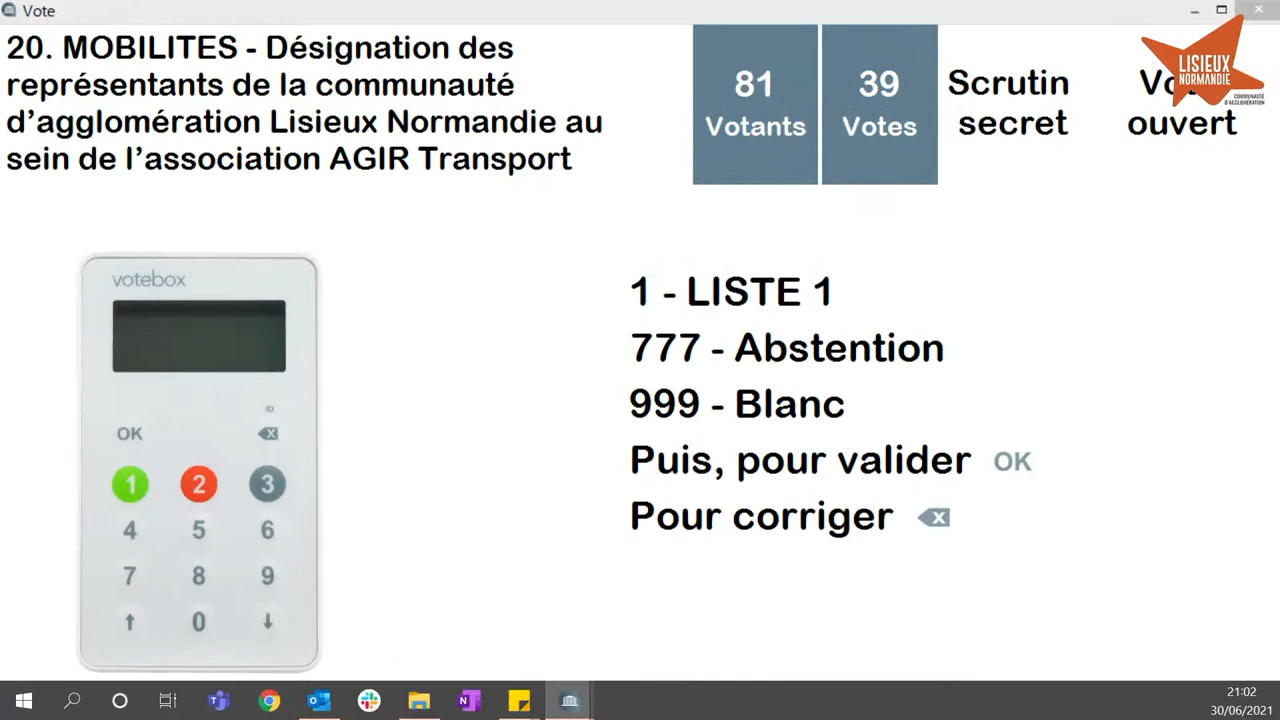 Vote
20. MOBILITES - Désignation des
représentants de la communauté
d’agglomération Lisieux Normandie au
sein de l’association AGIR Transport
81
Votants
39
Votes
Scrutin
secret
ouvert
LISIEUX
NORMANDIE
COMMUNAUTÉ
D'AGGLOMÉRATION
votebox
ID
OK
1 2 3
4 5 6
7 8 9
0
1 - LISTE 1
777 - Abstention
999 - Blanc
Puis, pour valider OK
Pour corriger
21:02
30/06/2021